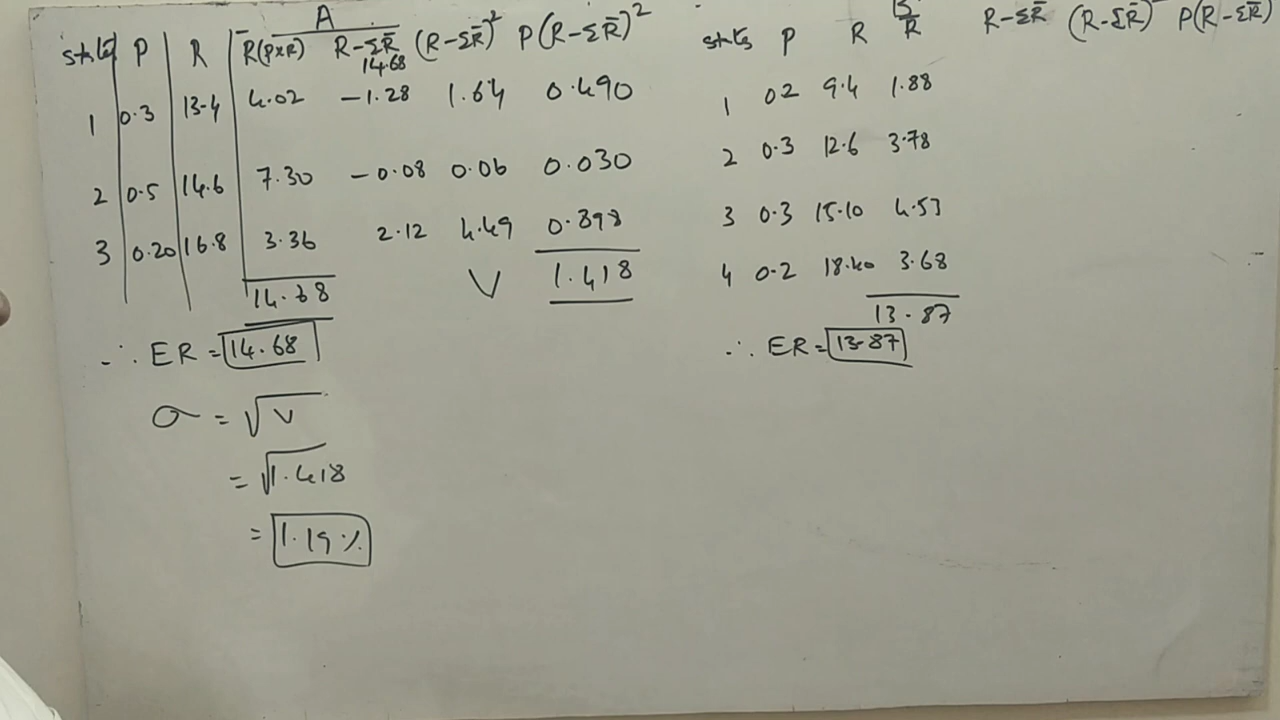 A
state P R R̄(P×R) R-ΣR̄ (R-ΣR̄)² P(R-ΣR̄)²
14.68
1 0.3 13.4 4.02 -1.28 1.64 0.490
2 0.5 14.6 7.30 -0.08 0.06 0.030
3 0.20 16.8 3.36 2.12 4.49 0.898
14.68 V 1.418
∴ ER = 14.68
σ = √V
= √1.418
= 1.19%
P R R̄ R-ΣR̄ (R-ΣR̄)² P(R-ΣR̄)
1 0.2 9.4 1.88
2 0.3 12.6 3.78
3 0.3 15.10 4.53
4 0.2 18.40 3.68
13.87
∴ ER = 13.87